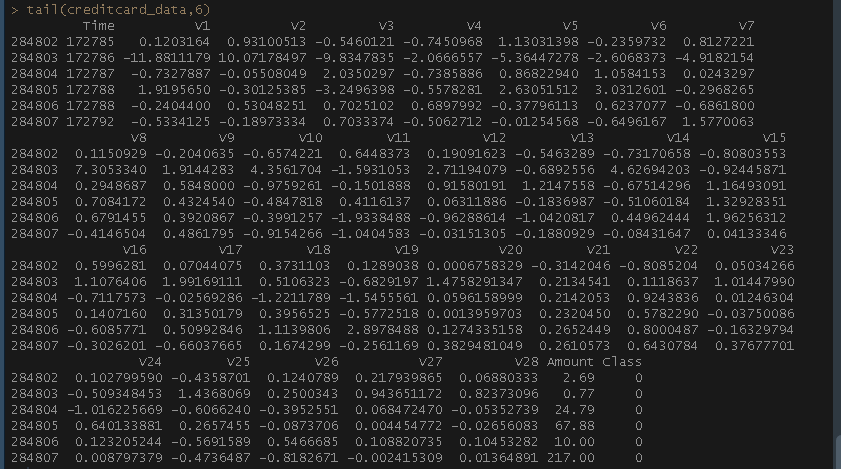 > tail(creditcard_data,6)
Time V1 V2 V3 V4 V5 V6 V7
284802 172785 0.1203164 0.93100513 -0.5460121 -0.7450968 1.13031398 -0.2359732 0.8127221
284803 172786 -11.8811179 10.07178497 -9.8347835 -2.0666557 -5.36447278 -2.6068373 -4.9182154
284804 172787 -0.7327887 -0.05508049 2.0350297 -0.7385886 0.86822940 1.0584153 0.0243297
284805 172788 1.9195650 -0.30125385 -3.2496398 -0.5578281 2.63051512 3.0312601 -0.2968265
284806 172788 -0.2404400 0.53048251 0.7025102 0.6897992 -0.37796113 0.6237077 -0.6861800
284807 172792 -0.5334125 -0.18973334 0.7033374 -0.5062712 -0.01254568 -0.6496167 1.5770063
V8 V9 V10 V11 V12 V13 V14 V15
284802 0.1150929 -0.2040635 -0.6574221 0.6448373 0.19091623 -0.5463289 -0.73170658 -0.80803553
284803 7.3053340 1.9144283 4.3561704 -1.5931053 2.71194079 -0.6892556 4.62694203 -0.92445871
284804 0.2948687 0.5848000 -0.9759261 -0.1501888 0.91580191 1.2147558 -0.67514296 1.16493091
284805 0.7084172 0.4324540 -0.4847818 0.4116137 0.06311886 -0.1836987 -0.51060184 1.32928351
284806 0.6791455 0.3920867 -0.3991257 -1.9338488 -0.96288614 -1.0420817 0.44962444 1.96256312
284807 -0.4146504 0.4861795 -0.9154266 -1.0404583 -0.03151305 -0.1880929 -0.08431647 0.04133346
V16 V17 V18 V19 V20 V21 V22 V23
284802 0.5996281 0.07044075 0.3731103 0.1289038 0.0006758329 -0.3142046 -0.8085204 0.05034266
284803 1.1076406 1.99169111 0.5106323 -0.6829197 1.4758291347 0.2134541 0.1118637 1.01447990
284804 -0.7117573 -0.02569286 -1.2211789 -1.5455561 0.0596158999 0.2142053 0.9243836 0.01246304
284805 0.1407160 0.31350179 0.3956525 -0.5772518 0.0013959703 0.2320450 0.5782290 -0.03750086
284806 -0.6085771 0.50992846 1.1139806 2.8978488 0.1274335158 0.2652449 0.8000487 -0.16329794
284807 -0.3026201 -0.66037665 0.1674299 -0.2561169 0.3829481049 0.2610573 0.6430784 0.37677701
V24 V25 V26 V27 V28 Amount Class
284802 0.102799590 -0.4358701 0.1240789 0.217939865 0.06880333 2.69 0
284803 -0.509348453 1.4368069 0.2500343 0.943651172 0.82373096 0.77 0
284804 -1.016225669 -0.6066240 -0.3952551 0.068472470 -0.05352739 24.79 0
284805 0.640133881 0.2657455 -0.0873706 0.004454772 -0.02656083 67.88 0
284806 0.123205244 -0.5691589 0.5466685 0.108820735 0.10453282 10.00 0
284807 0.008797379 -0.4736487 -0.8182671 -0.002415309 0.01364891 217.00 0